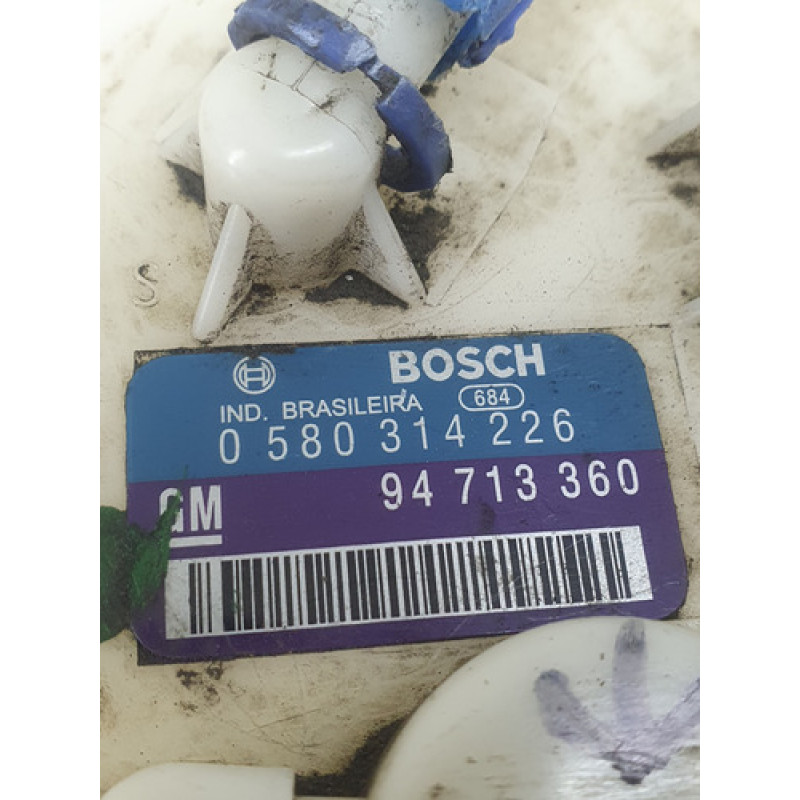 S
BOSCH
IND. BRASILEIRA 684
0 580 314 226
94 713 360
GM